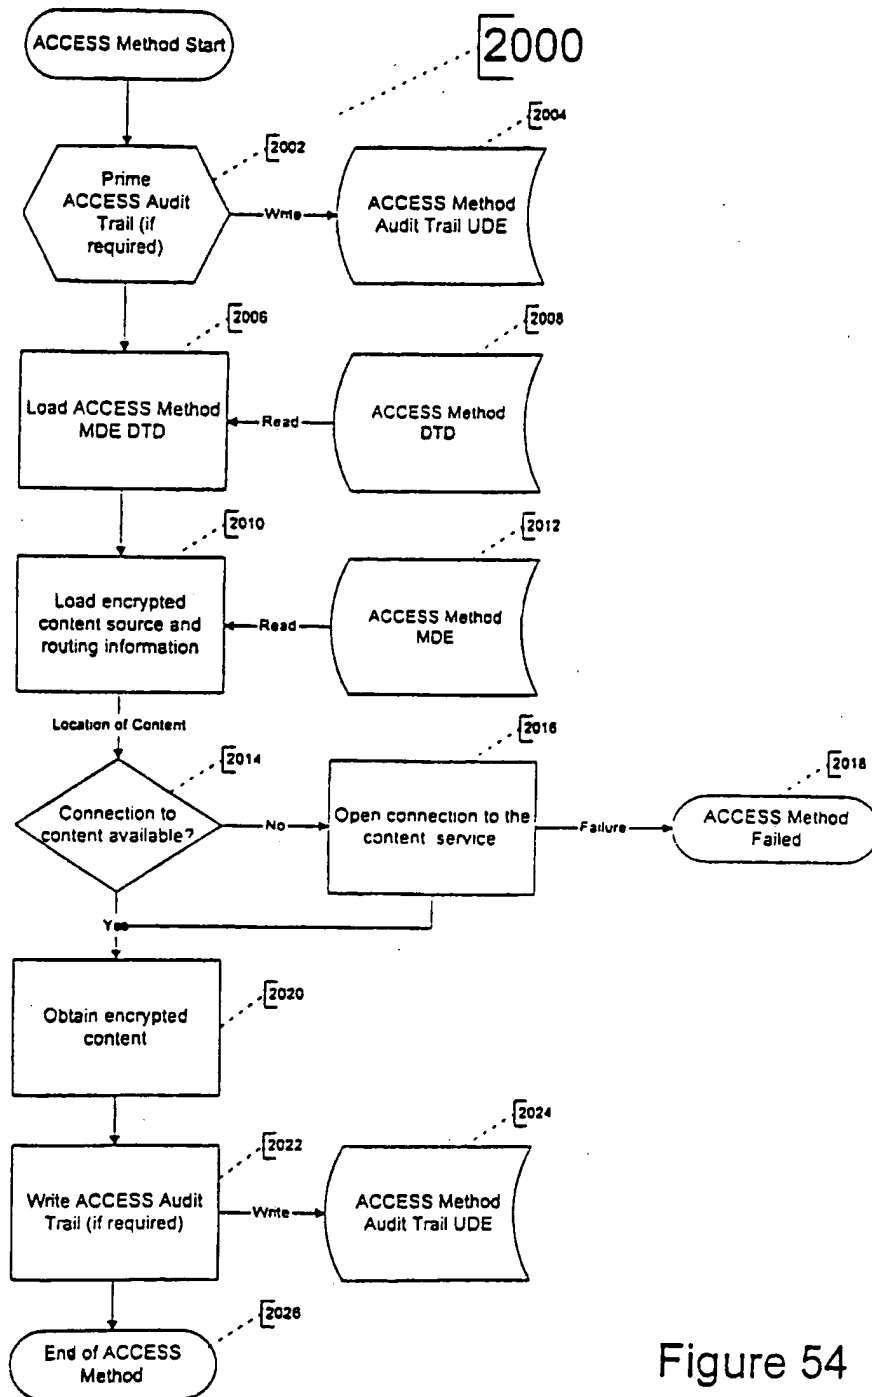 ACCESS Method Start
2000
2002
2004
Prime
ACCESS Audit
Trail (if
required)
Write
ACCESS Method
Audit Trail UDE
2006
2008
Load ACCESS Method
MDE DTD
Read
ACCESS Method
DTD
2010
2012
Load encrypted
content source and
routing information
Read
ACCESS Method
MDE
Location of Content
2014
2016
2018
Connection to
content available?
No
Open connection to the
content service
Failure
ACCESS Method
Failed
Yes
2020
Obtain encrypted
content
2022
2024
Write ACCESS Audit
Trail (if required)
Write
ACCESS Method
Audit Trail UDE
2026
End of ACCESS
Method
Figure 54